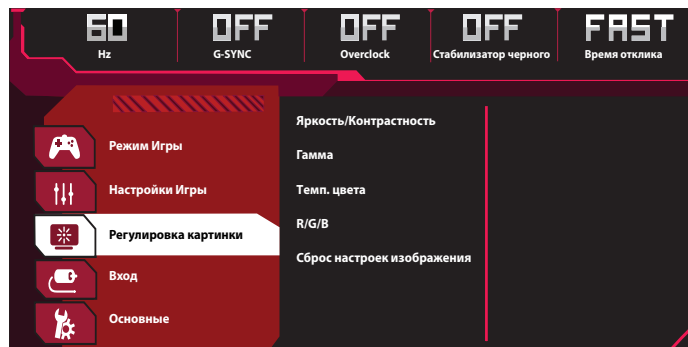 60 OFF OFF OFF FAST
Hz G-SYNC Overclock Стабилизатор черного Время отклика
Режим Игры
Настройки Игры
Регулировка картинки
Вход
Основные
Яркость/Контрастность
Гамма
Темп. цвета
R/G/B
Сброс настроек изображения